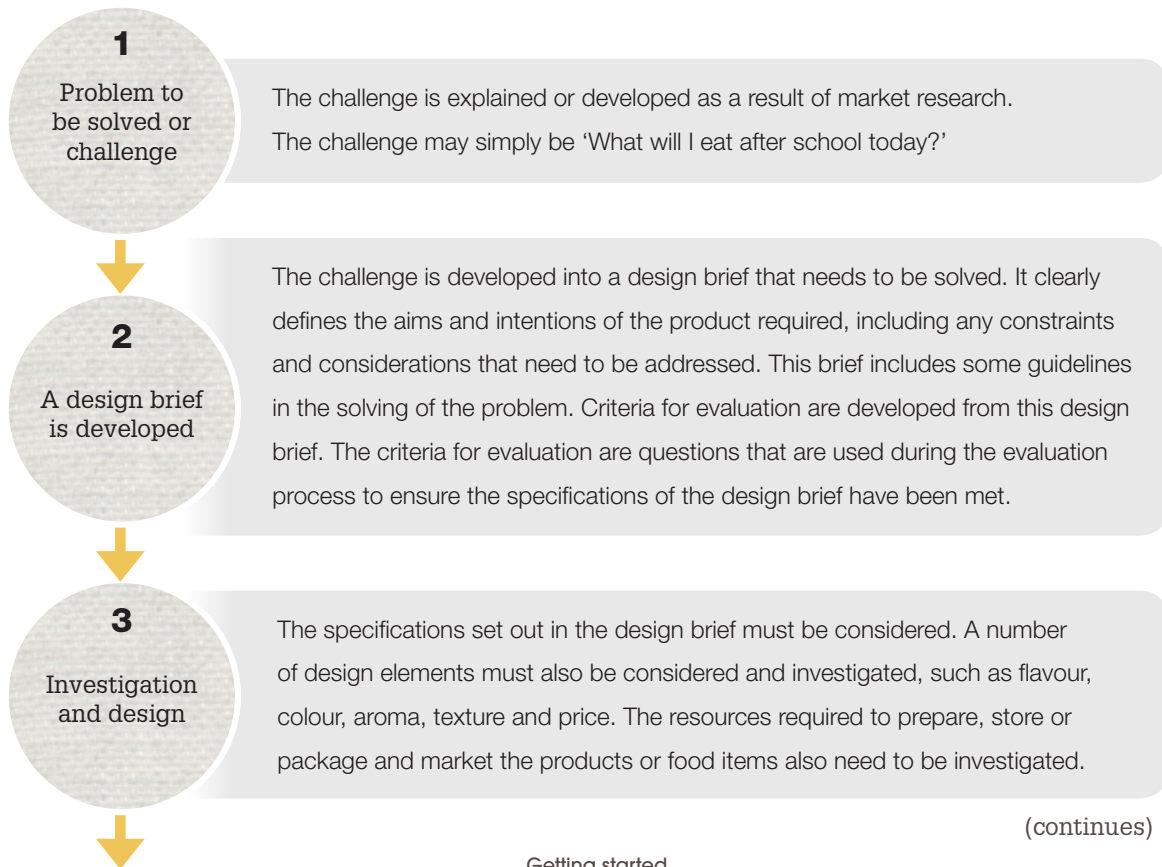 1
Problem to
be solved or
challenge
The challenge is explained or developed as a result of market research.
The challenge may simply be ‘What will I eat after school today?’
2
A design brief
is developed
The challenge is developed into a design brief that needs to be solved. It clearly
defines the aims and intentions of the product required, including any constraints
and considerations that need to be addressed. This brief includes some guidelines
in the solving of the problem. Criteria for evaluation are developed from this design
brief. The criteria for evaluation are questions that are used during the evaluation
process to ensure the specifications of the design brief have been met.
3
Investigation
and design
The specifications set out in the design brief must be considered. A number
of design elements must also be considered and investigated, such as flavour,
colour, aroma, texture and price. The resources required to prepare, store or
package and market the products or food items also need to be investigated.
(continues)
Getting started